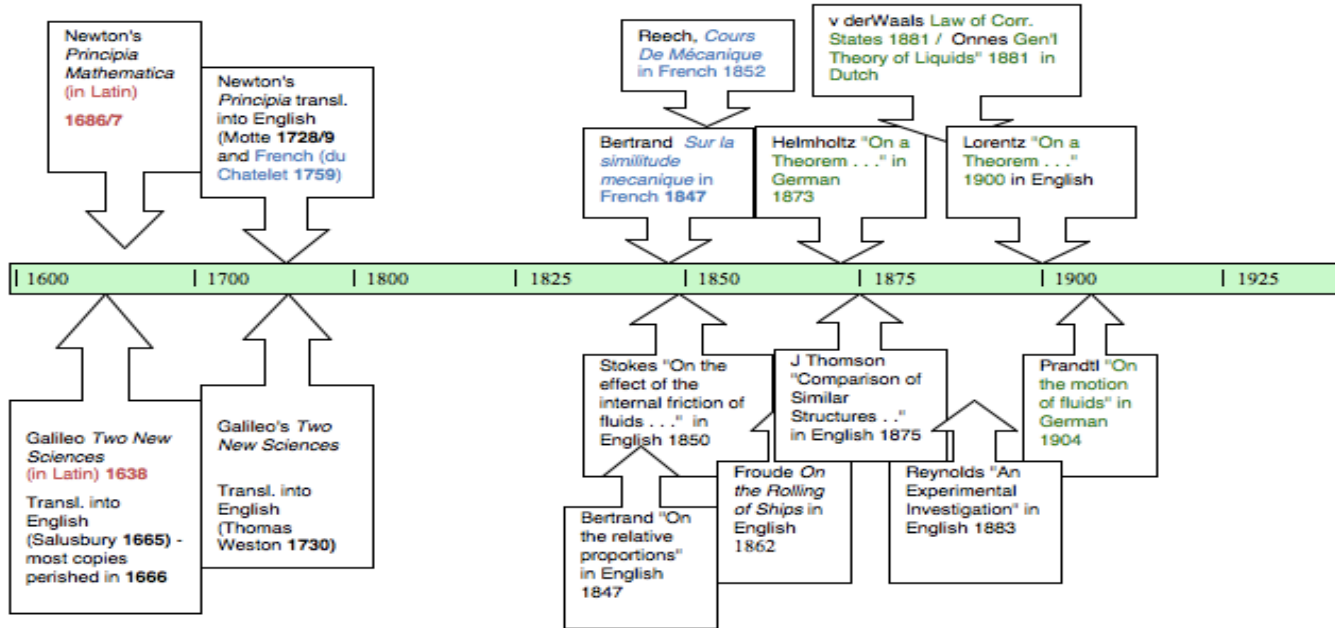 Newton's
Principia
Mathematica
(in Latin)
1686/7
Newton's
Principia transl.
into English
(Motte 1728/9
and French (du
Chatelet 1759)
Reech, Cours
De Mécanique
in French 1852
Bertrand Sur la
similitude
mecanique in
French 1847
v derWaals Law of Corr.
States 1881 / Onnes Gen'l
Theory of Liquids" 1881 in
Dutch
Helmholtz "On a
Theorem . . ." in
German
1873
Lorentz "On a
Theorem . . ."
1900 in English
1600 1700 1800 1825 1850 1875 1900 1925
Galileo Two New
Sciences
(in Latin) 1638
Transl. into
English
(Salusbury 1665) -
most copies
perished in 1666
Galileo's Two
New Sciences
Transl. into
English
(Thomas
Weston 1730)
Stokes "On the
effect of the
internal friction of
fluids . . ." in
English 1850
Bertrand "On
the relative
proportions"
in English
1847
Froude On
the Rolling
of Ships in
English
1862
J Thomson
"Comparison of
Similar
Structures . ."
in English 1875
Reynolds "An
Experimental
Investigation" in
English 1883
Prandtl "On
the motion
of fluids" in
German
1904